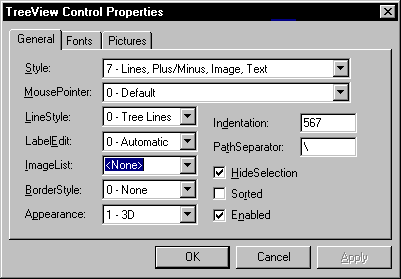 TreeView Control Properties
General Fonts Pictures
Style: 7 - Lines, Plus/Minus, Image, Text
MousePointer: 0 - Default
LineStyle: 0 - Tree Lines
Indentation: 567
LabelEdit: 0 - Automatic
PathSeparator: \
ImageList: <None>
HideSelection
BorderStyle: 0 - None
Sorted
Appearance: 1 - 3D
Enabled
OK Cancel Apply